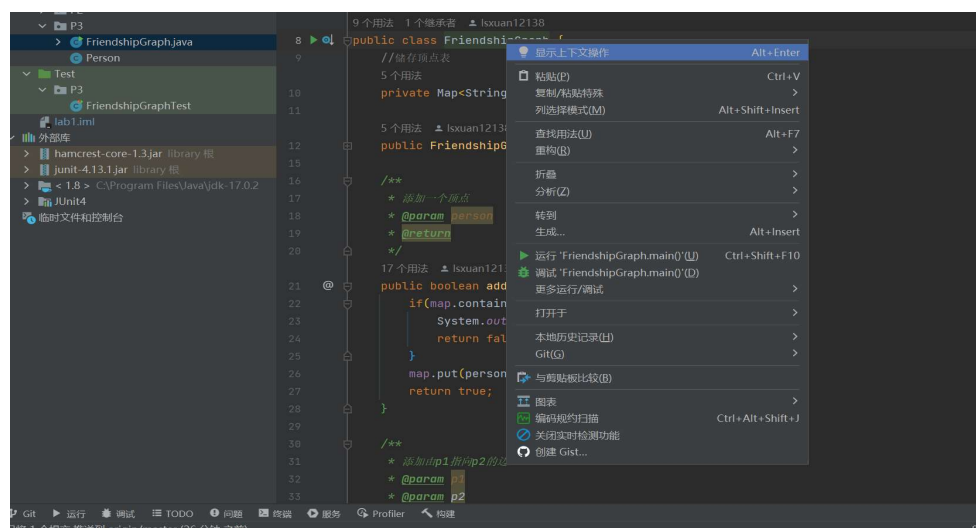 P3
FriendshipGraph.java
Person
Test
P3
FriendshipGraphTest
lab1.iml
外部库
hamcrest-core-1.3.jar library 根
junit-4.13.1.jar library 根
< 1.8 > C:\Program Files\Java\jdk-17.0.2
JUnit4
临时文件和控制台
9 个用法 1 个继承者 lsxuan12138
8 public class FriendshipGraph {
9 //储存顶点表
5 个用法
10 private Map<String
11
5 个用法 lsxuan1213
12 public FriendshipG
15
16 /**
17 * 添加一个顶点
18 * @param person
19 * @return
20 */
17 个用法 lsxuan121
21 @ public boolean add
22 if(map.contain
23 System.out
24 return fal
25 }
26 map.put(person
27 return true;
28 }
29
30 /**
31 * 添加由p1指向p2的
32 * @param p1
33 * @param p2
显示上下文操作 Alt+Enter
粘贴(P) Ctrl+V
复制/粘贴特殊
列选择模式(M) Alt+Shift+Insert
查找用法(U) Alt+F7
重构(R)
折叠
分析(Z)
转到
生成... Alt+Insert
运行 'FriendshipGraph.main()'(U) Ctrl+Shift+F10
调试 'FriendshipGraph.main()'(D)
更多运行/调试
打开于
本地历史记录(H)
Git(G)
与剪贴板比较(B)
图表
编码规约扫描 Ctrl+Alt+Shift+J
关闭实时检测功能
创建 Gist...
Git 运行 调试 TODO 问题 终端 服务 Profiler 构建